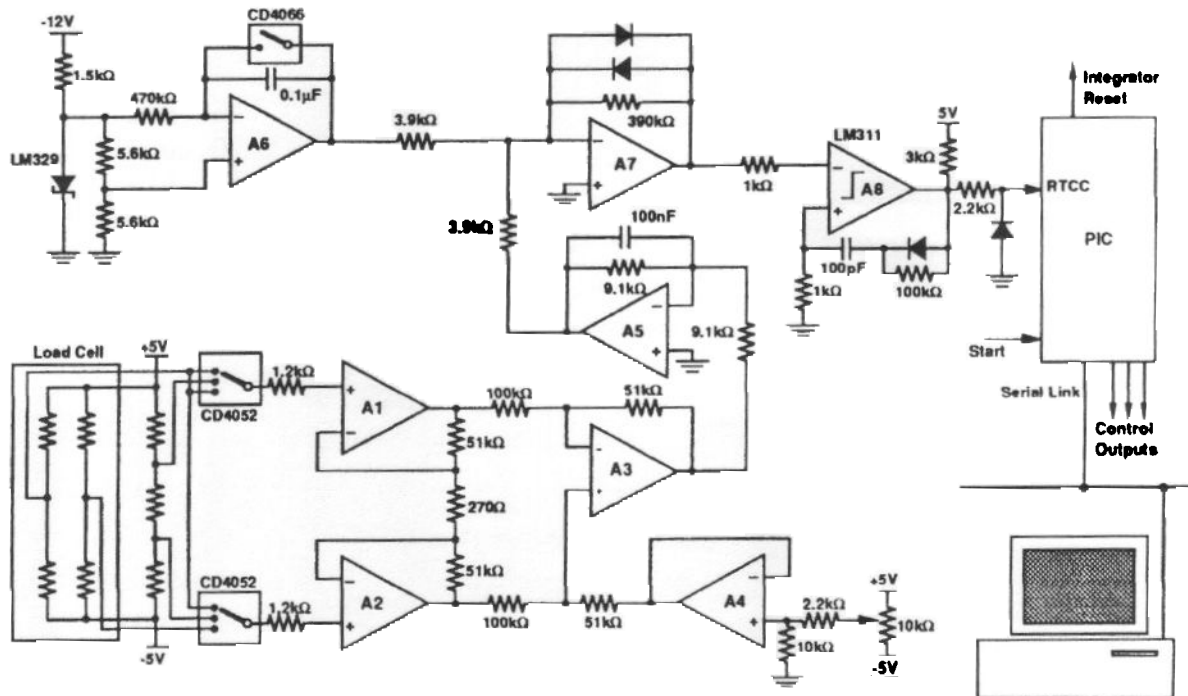 -12V
CD4066
1.5kΩ
470kΩ
0.1µF
LM329
5.6kΩ
5.6kΩ
−
+
A6
3.9kΩ
390kΩ
−
+
A7
1kΩ
LM311
−
+
A8
5V
3kΩ
2.2kΩ
100pF
100kΩ
1kΩ
Integrator
Reset
RTCC
PIC
Start
Serial Link
Control
Outputs
3.9kΩ
100nF
9.1kΩ
−
+
A5
9.1kΩ
Load Cell
+5V
-5V
CD4052
1.2kΩ
+
−
A1
51kΩ
270Ω
51kΩ
100kΩ
51kΩ
-
A3
CD4052
1.2kΩ
−
+
A2
100kΩ
51kΩ
−
+
A4
2.2kΩ
10kΩ
+5V
10kΩ
-5V